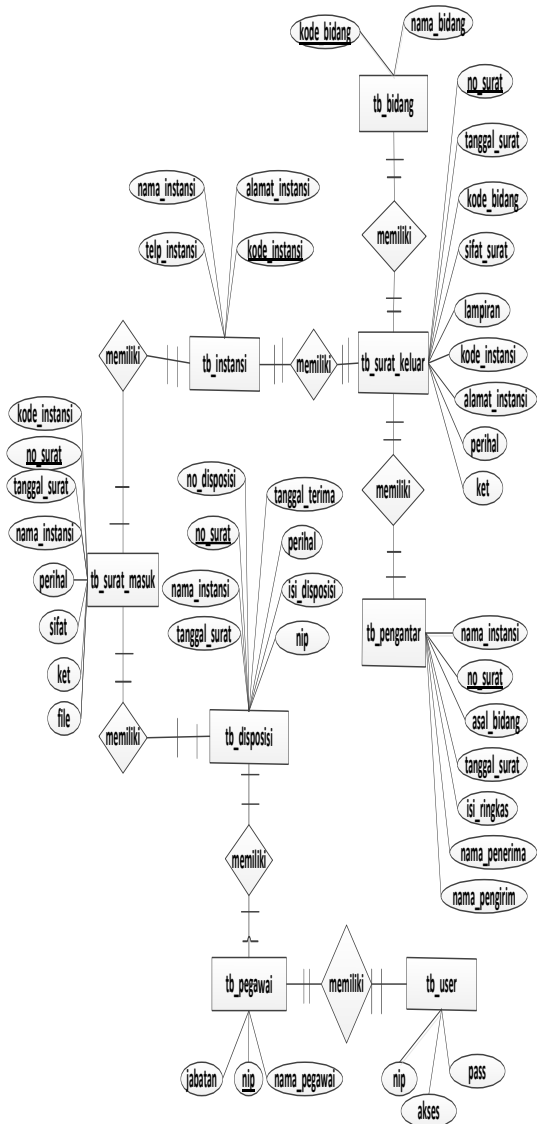 kode_bidang
nama_bidang
tb_bidang
no_surat
tanggal_surat
kode_bidang
sifat_surat
lampiran
kode_instansi
alamat_instansi
perihal
ket
memiliki
nama_instansi
alamat_instansi
telp_instansi
kode_instansi
memiliki
tb_instansi
memiliki
tb_surat_keluar
kode_instansi
no_surat
tanggal_surat
nama_instansi
perihal
sifat
ket
file
tb_surat_masuk
no_disposisi
no_surat
nama_instansi
tanggal_surat
tanggal_terima
perihal
isi_disposisi
nip
memiliki
tb_pengantar
nama_instansi
no_surat
asal_bidang
tanggal_surat
isi_ringkas
nama_penerima
nama_pengirim
memiliki
tb_disposisi
memiliki
tb_pegawai
memiliki
tb_user
jabatan
nip
nama_pegawai
nip
akses
pass